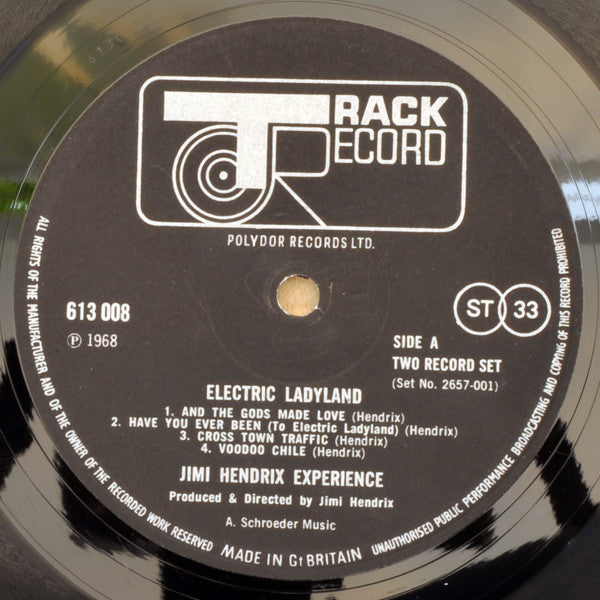 TRACK
RECORD
POLYDOR RECORDS LTD.
613 008
Ⓟ 1968
ST 33
SIDE A
TWO RECORD SET
(Set No. 2657-001)
ELECTRIC LADYLAND
1. AND THE GODS MADE LOVE (Hendrix)
2. HAVE YOU EVER BEEN (To Electric Ladyland) (Hendrix)
3. CROSS TOWN TRAFFIC (Hendrix)
4. VOODOO CHILE (Hendrix)
JIMI HENDRIX EXPERIENCE
Produced & Directed by Jimi Hendrix
A. Schroeder Music
ALL RIGHTS OF THE MANUFACTURER AND OF THE OWNER OF THE RECORDED WORK RESERVED
MADE IN Gt BRITAIN
UNAUTHORISED PUBLIC PERFORMANCE BROADCASTING AND COPYING OF THIS RECORD PROHIBITED